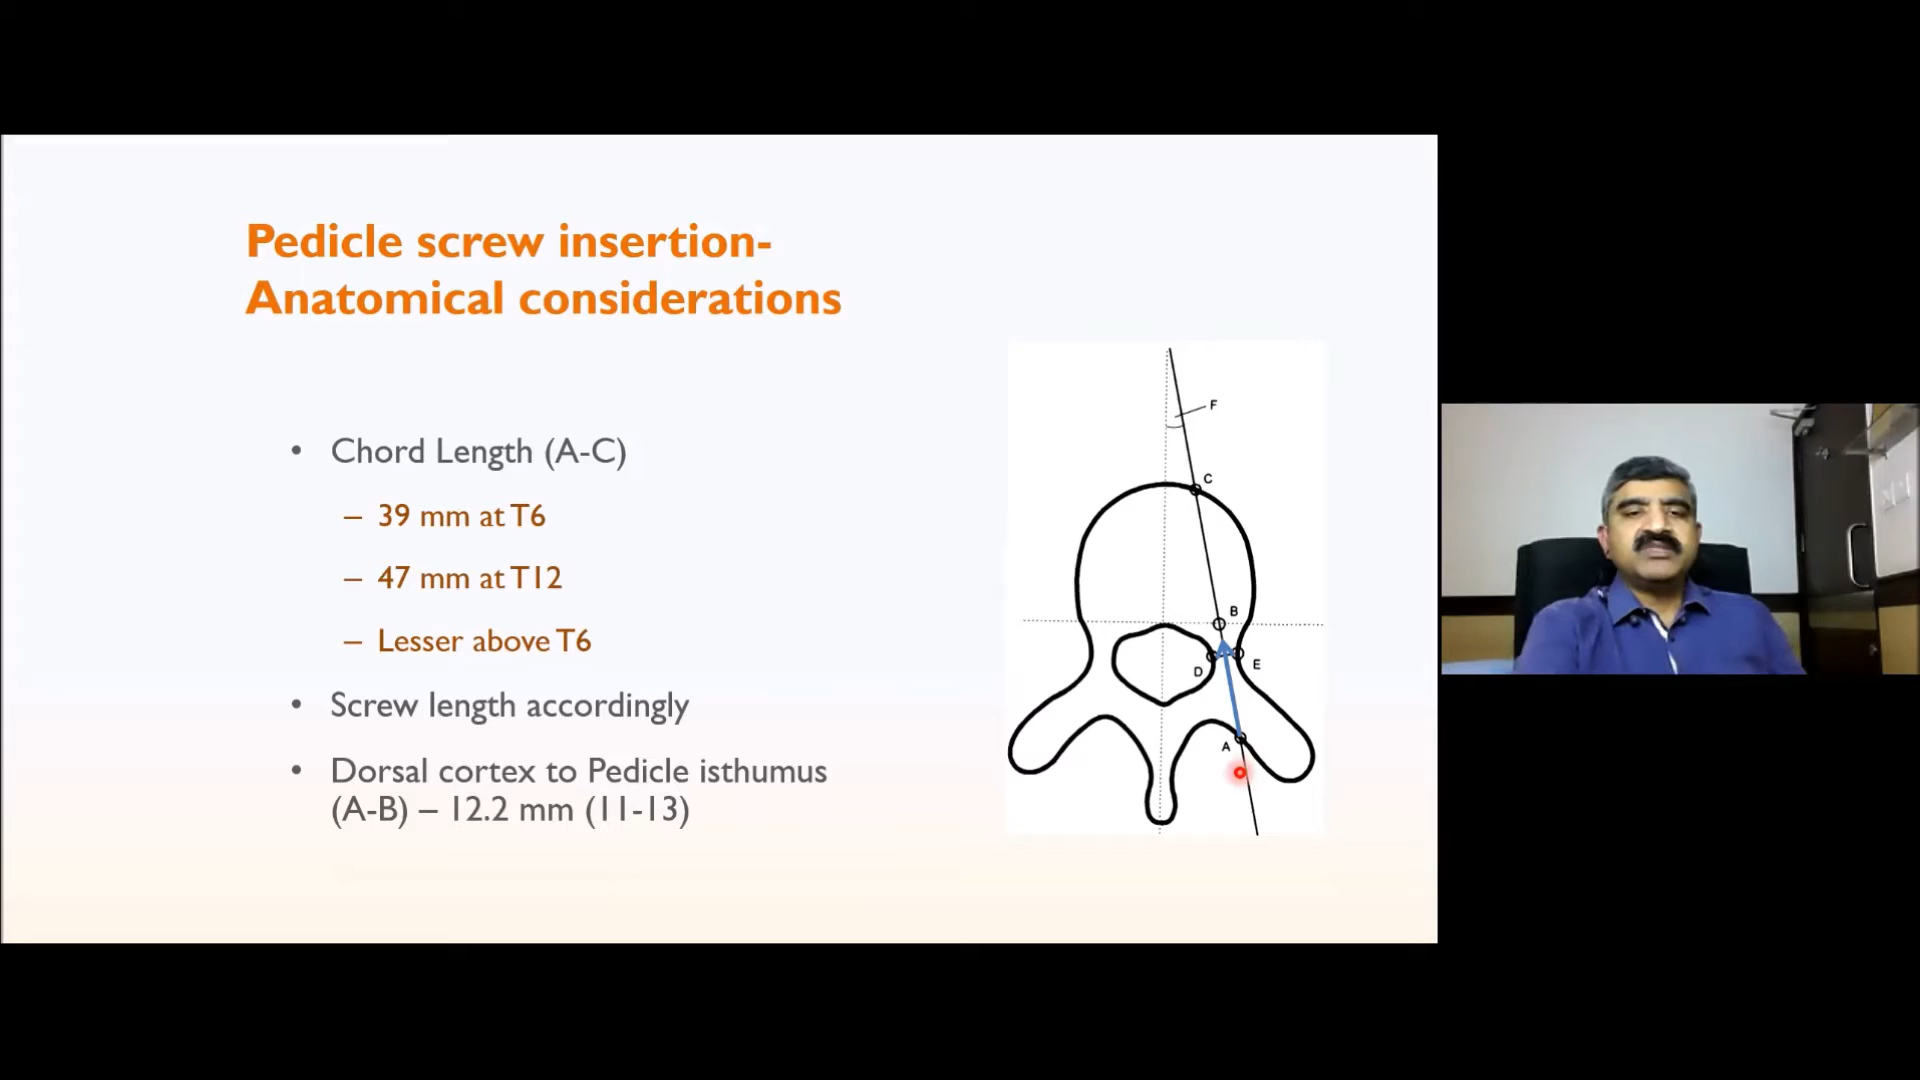 Pedicle screw insertion-
Anatomical considerations
• Chord Length (A-C)
– 39 mm at T6
– 47 mm at T12
– Lesser above T6
• Screw length accordingly
• Dorsal cortex to Pedicle isthumus
(A-B) – 12.2 mm (11-13)
F
C
B
D
E
A